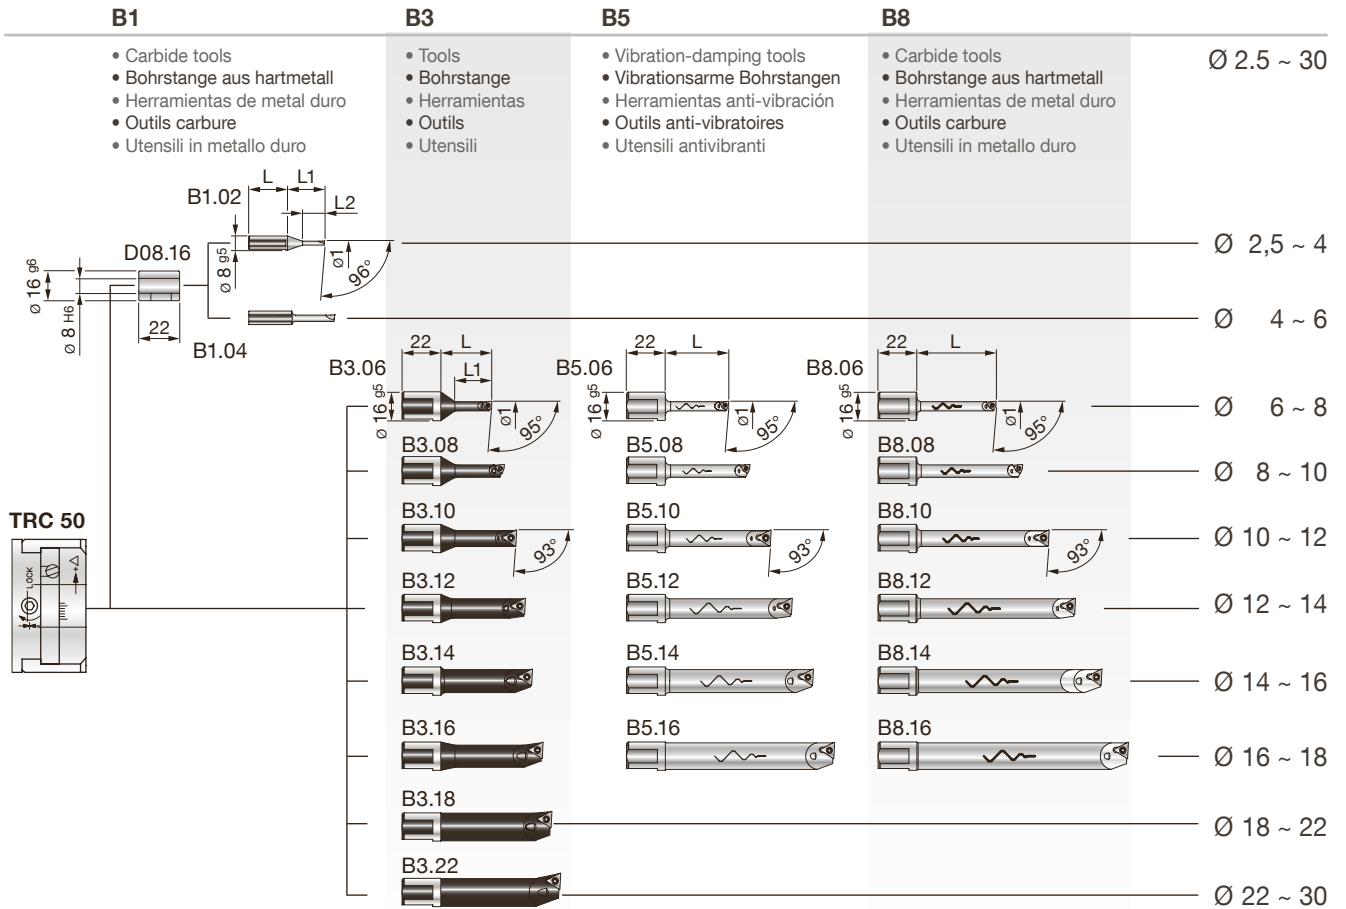 B1 B3 B5 B8
• Carbide tools
• Bohrstange aus hartmetall
• Herramientas de metal duro
• Outils carbure
• Utensili in metallo duro
• Tools
• Bohrstange
• Herramientas
• Outils
• Utensili
• Vibration-damping tools
• Vibrationsarme Bohrstangen
• Herramientas anti-vibración
• Outils anti-vibratoires
• Utensili antivibranti
• Carbide tools
• Bohrstange aus hartmetall
• Herramientas de metal duro
• Outils carbure
• Utensili in metallo duro
Ø 2.5 ~ 30
B1.02
L L1
L2
Ø 8 g5
Ø1
96°
Ø 2,5 ~ 4
D08.16
Ø 16 g6
Ø 8 H6
22
B1.04
Ø 4 ~ 6
B3.06
22 L
L1
Ø 16 g5
Ø1
95°
B5.06
22 L
Ø 16 g5
Ø1
95°
B8.06
22 L
Ø 16 g5
Ø1
95°
Ø 6 ~ 8
B3.08 B5.08 B8.08
Ø 8 ~ 10
B3.10 B5.10 B8.10
93° 93° 93°
Ø 10 ~ 12
TRC 50
LOCK
+
B3.12 B5.12 B8.12
Ø 12 ~ 14
B3.14 B5.14 B8.14
Ø 14 ~ 16
B3.16 B5.16 B8.16
Ø 16 ~ 18
B3.18
Ø 18 ~ 22
B3.22
Ø 22 ~ 30